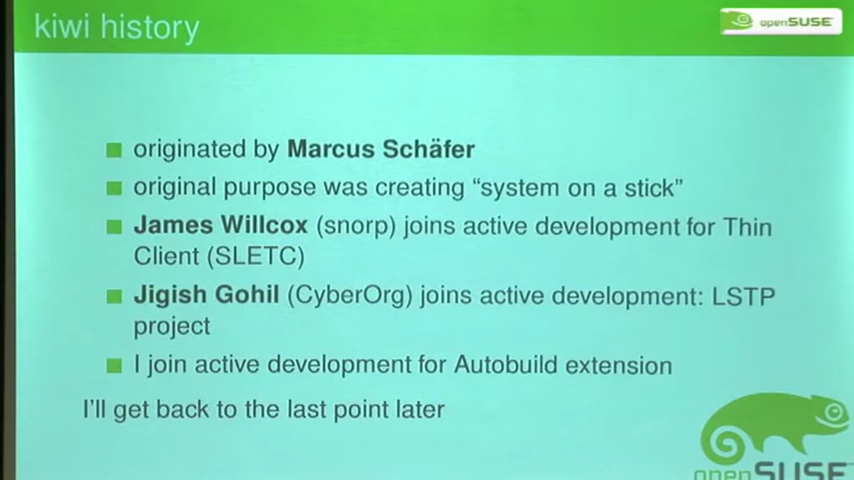 kiwi history
openSUSE
originated by Marcus Schäfer
original purpose was creating “system on a stick”
James Willcox (snorp) joins active development for Thin
Client (SLETC)
Jigish Gohil (CyberOrg) joins active development: LSTP
project
I join active development for Autobuild extension
I'll get back to the last point later
openSUSE